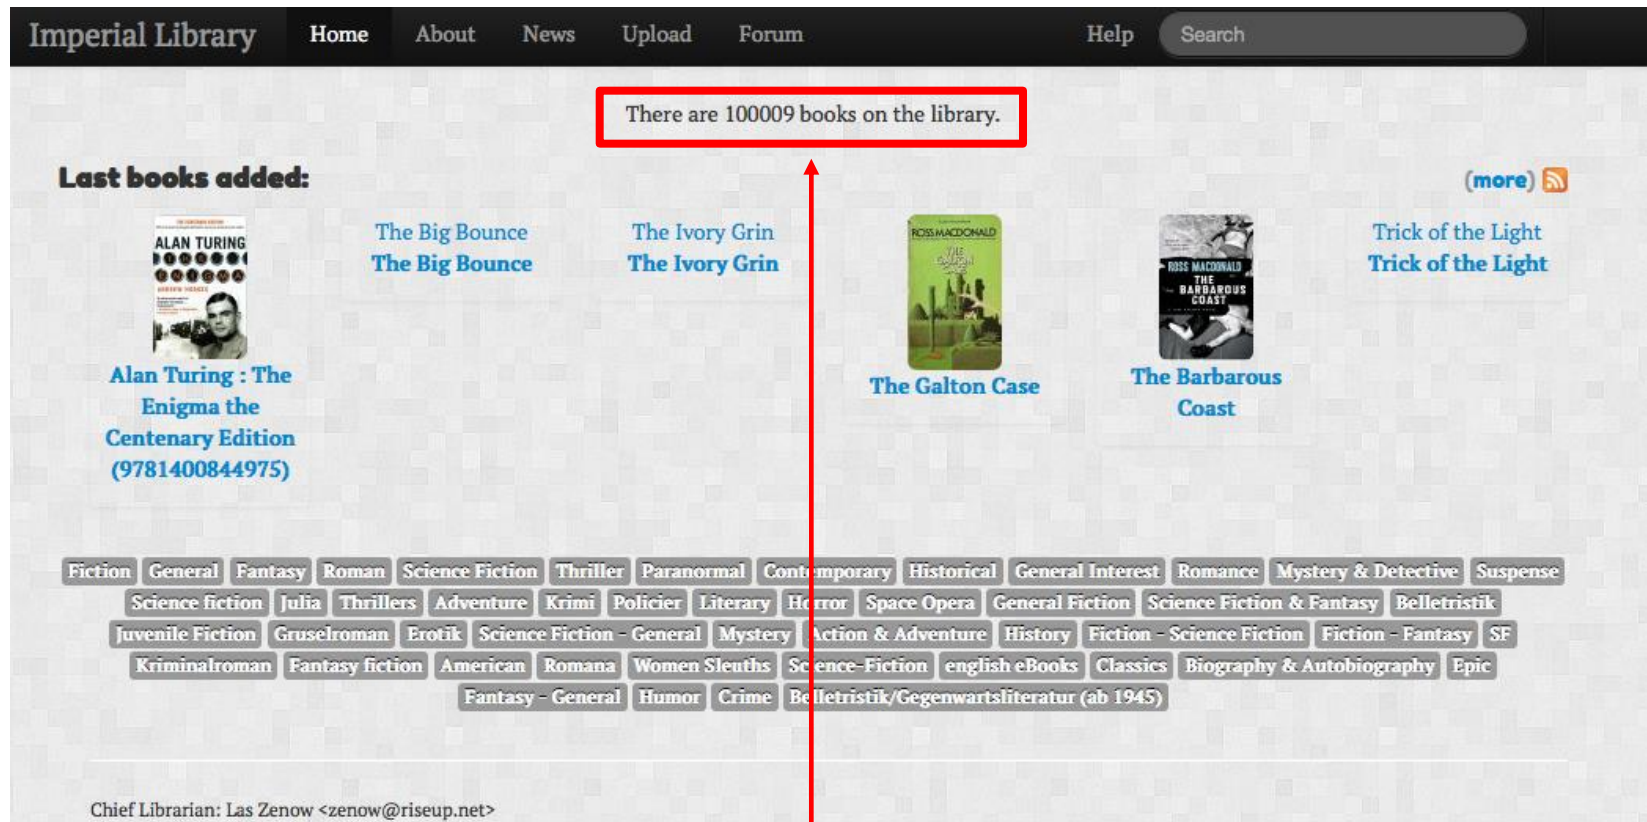 Imperial Library Home About News Upload Forum Help Search
There are 100009 books on the library.
Last books added:
(more)
ALAN TURING
Alan Turing : The
Enigma the
Centenary Edition
(9781400844975)
The Big Bounce
The Big Bounce
The Ivory Grin
The Ivory Grin
ROSS MACDONALD
THE
GALTON
CASE
The Galton Case
ROSS MACDONALD
THE
BARBAROUS
COAST
The Barbarous
Coast
Trick of the Light
Trick of the Light
Fiction General Fantasy Roman Science Fiction Thriller Paranormal Contemporary Historical General Interest Romance Mystery & Detective Suspense
Science fiction Julia Thrillers Adventure Krimi Policier Literary Horror Space Opera General Fiction Science Fiction & Fantasy Belletristik
Juvenile Fiction Gruselroman Erotik Science Fiction - General Mystery Action & Adventure History Fiction - Science Fiction Fiction - Fantasy SF
Kriminalroman Fantasy fiction American Romana Women Sleuths Science-Fiction english eBooks Classics Biography & Autobiography Epic
Fantasy - General Humor Crime Belletristik/Gegenwartsliteratur (ab 1945)
Chief Librarian: Las Zenow <zenow@riseup.net>